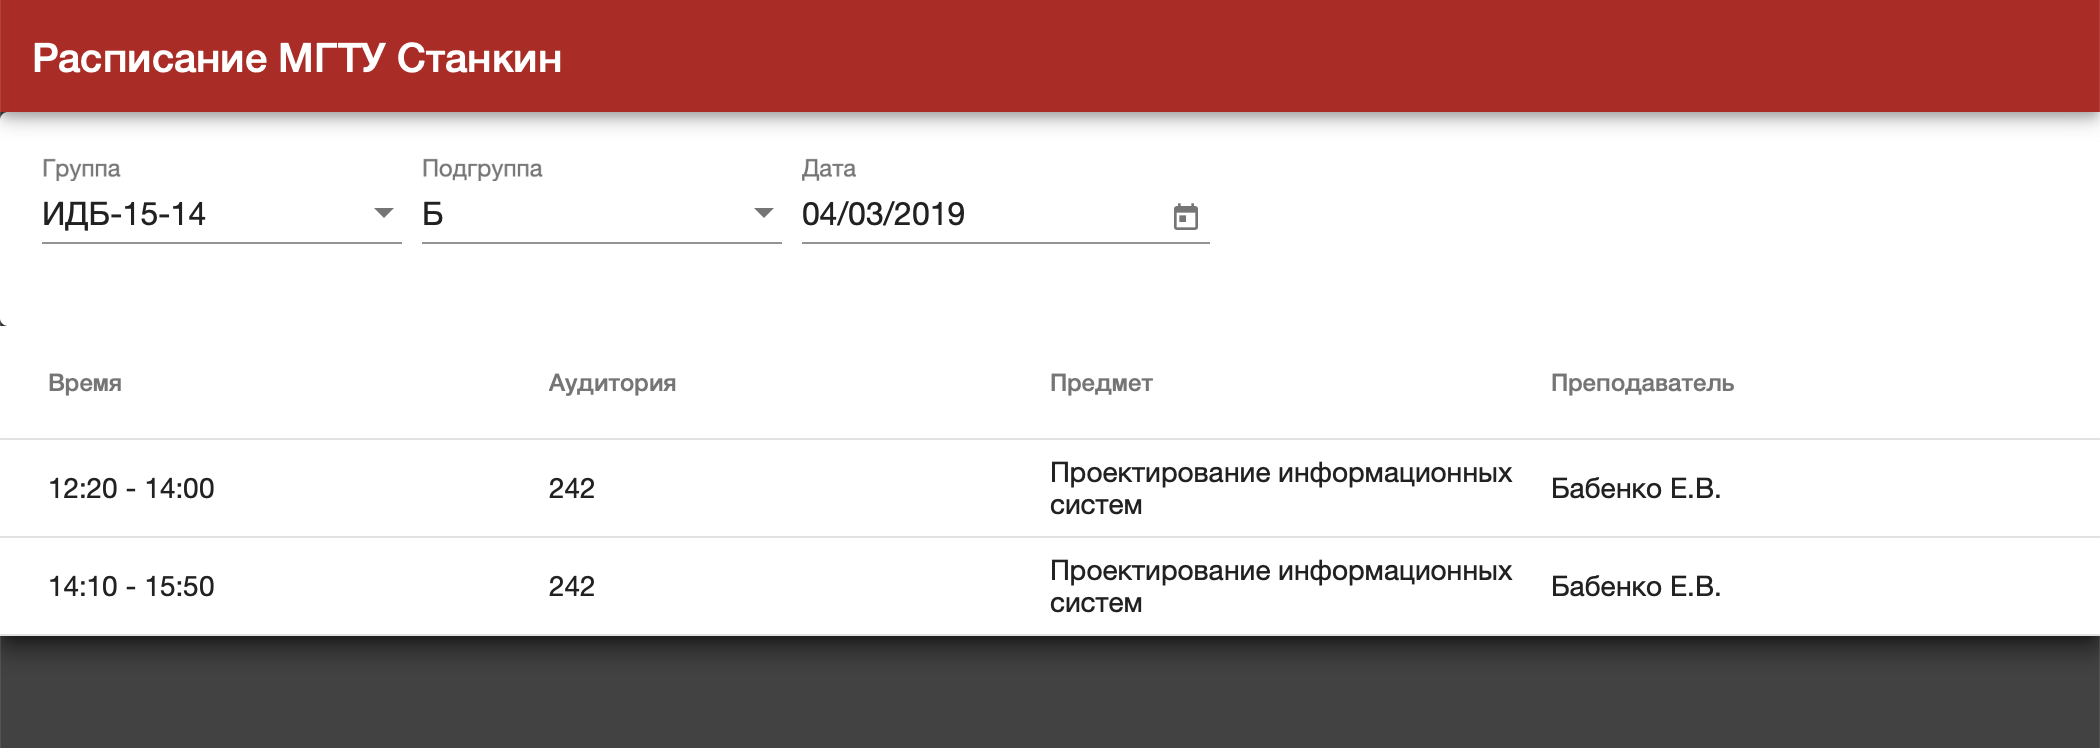 Расписание МГТУ Станкин
Группа
Подгруппа
Дата
ИДБ-15-14
Б
04/03/2019
Время
Аудитория
Предмет
Преподаватель
12:20 - 14:00
242
Проектирование информационных
систем
Бабенко Е.В.
14:10 - 15:50
242
Проектирование информационных
систем
Бабенко Е.В.